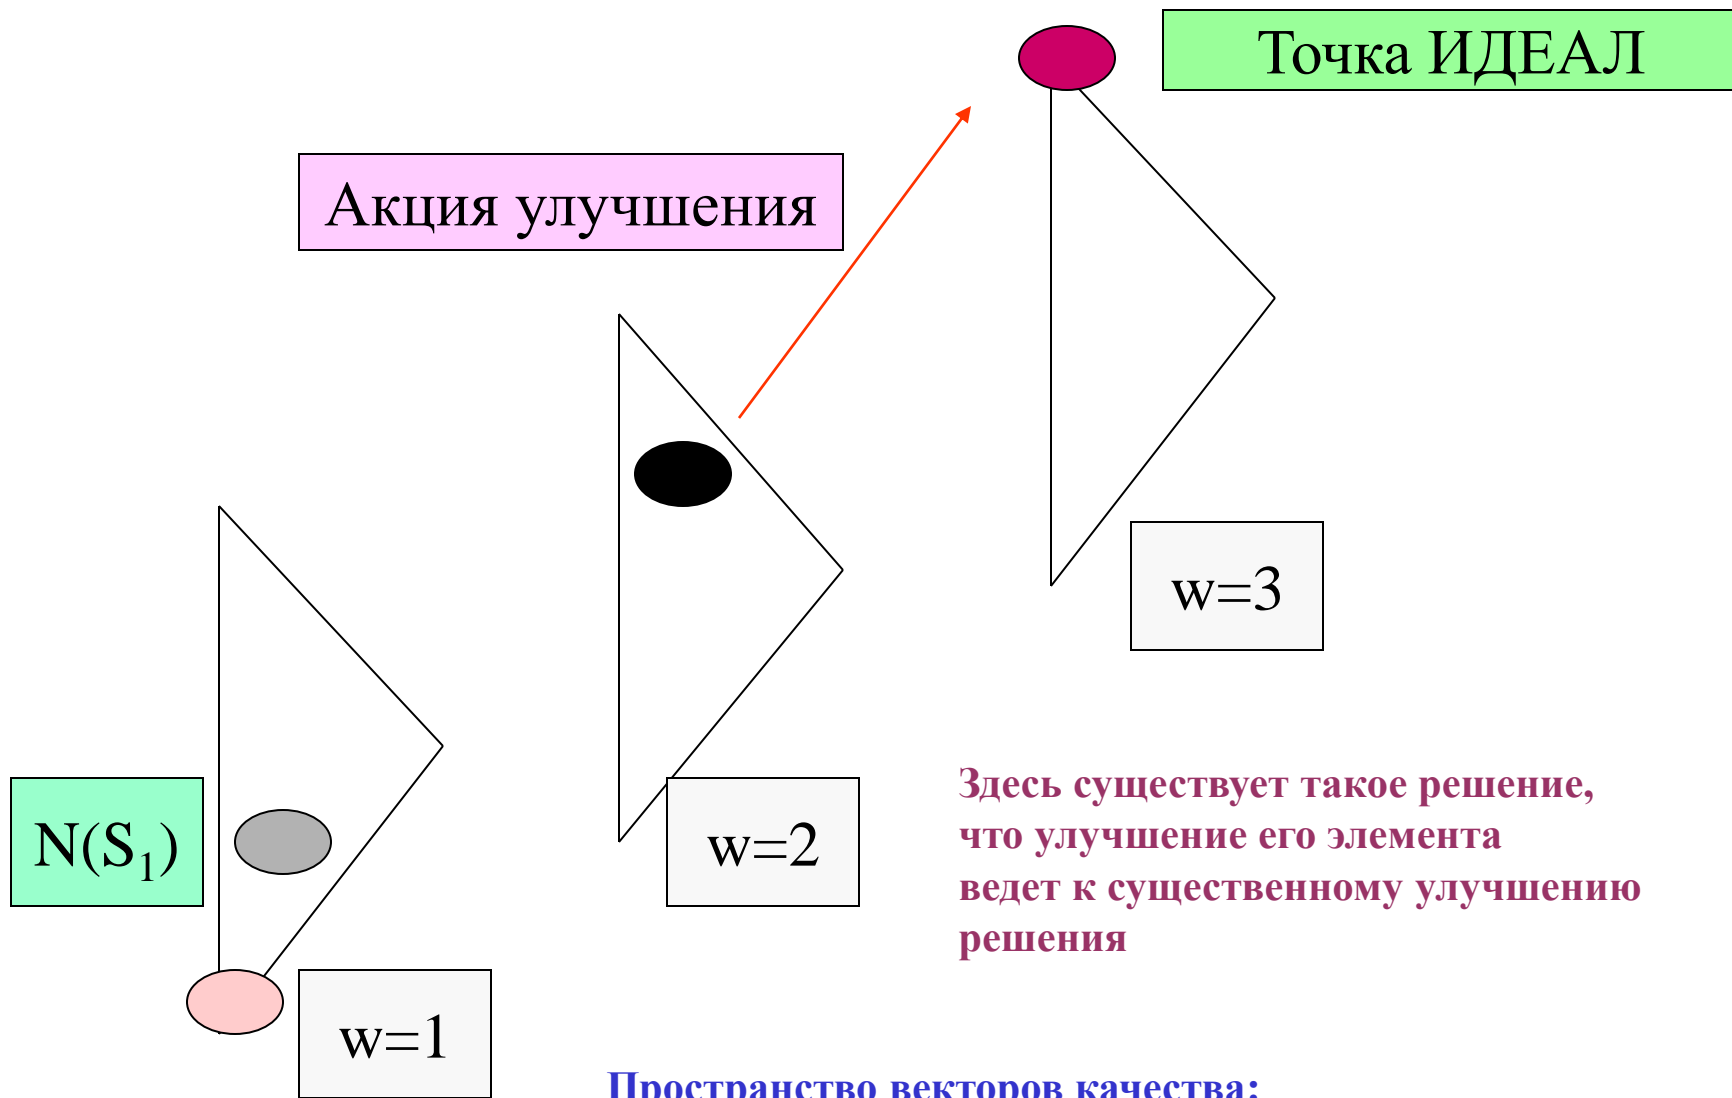 Точка ИДЕАЛ
Акция улучшения
w=3
Здесь существует такое решение,
что улучшение его элемента
ведет к существенному улучшению
решения
N(S₁)
w=2
w=1
Пространство векторов качества: